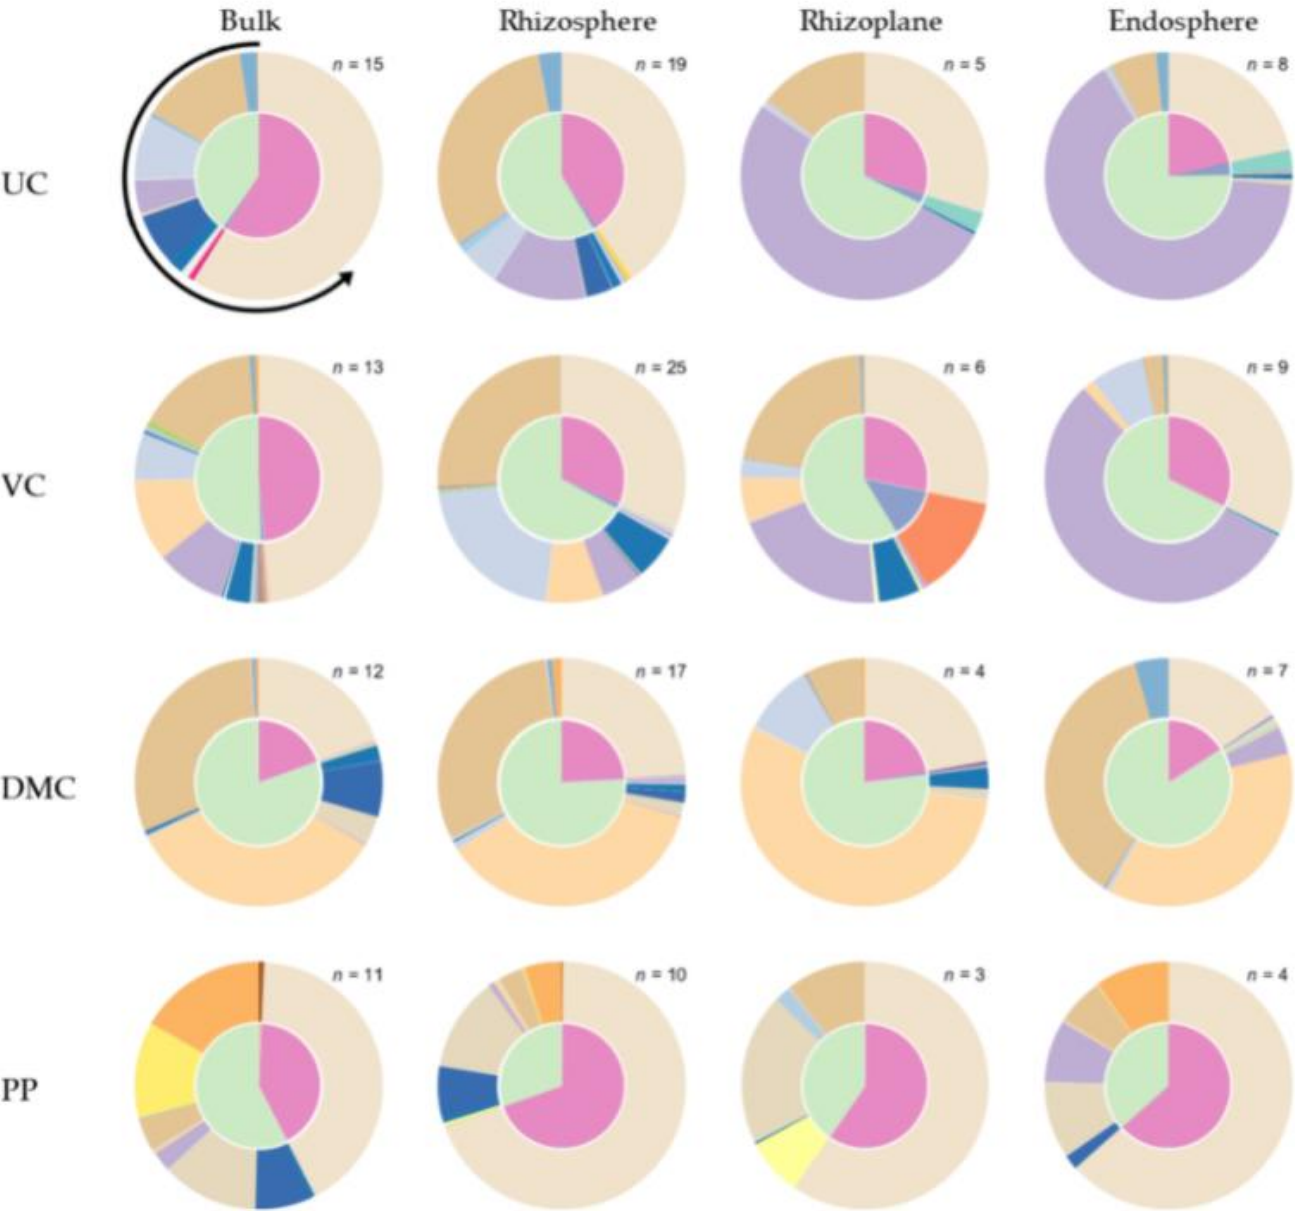 Bulk Rhizosphere Rhizoplane Endosphere
n = 15 n = 19 n = 5 n = 8
UC
n = 13 n = 25 n = 6 n = 9
VC
n = 12 n = 17 n = 4 n = 7
DMC
n = 11 n = 10 n = 3 n = 4
PP